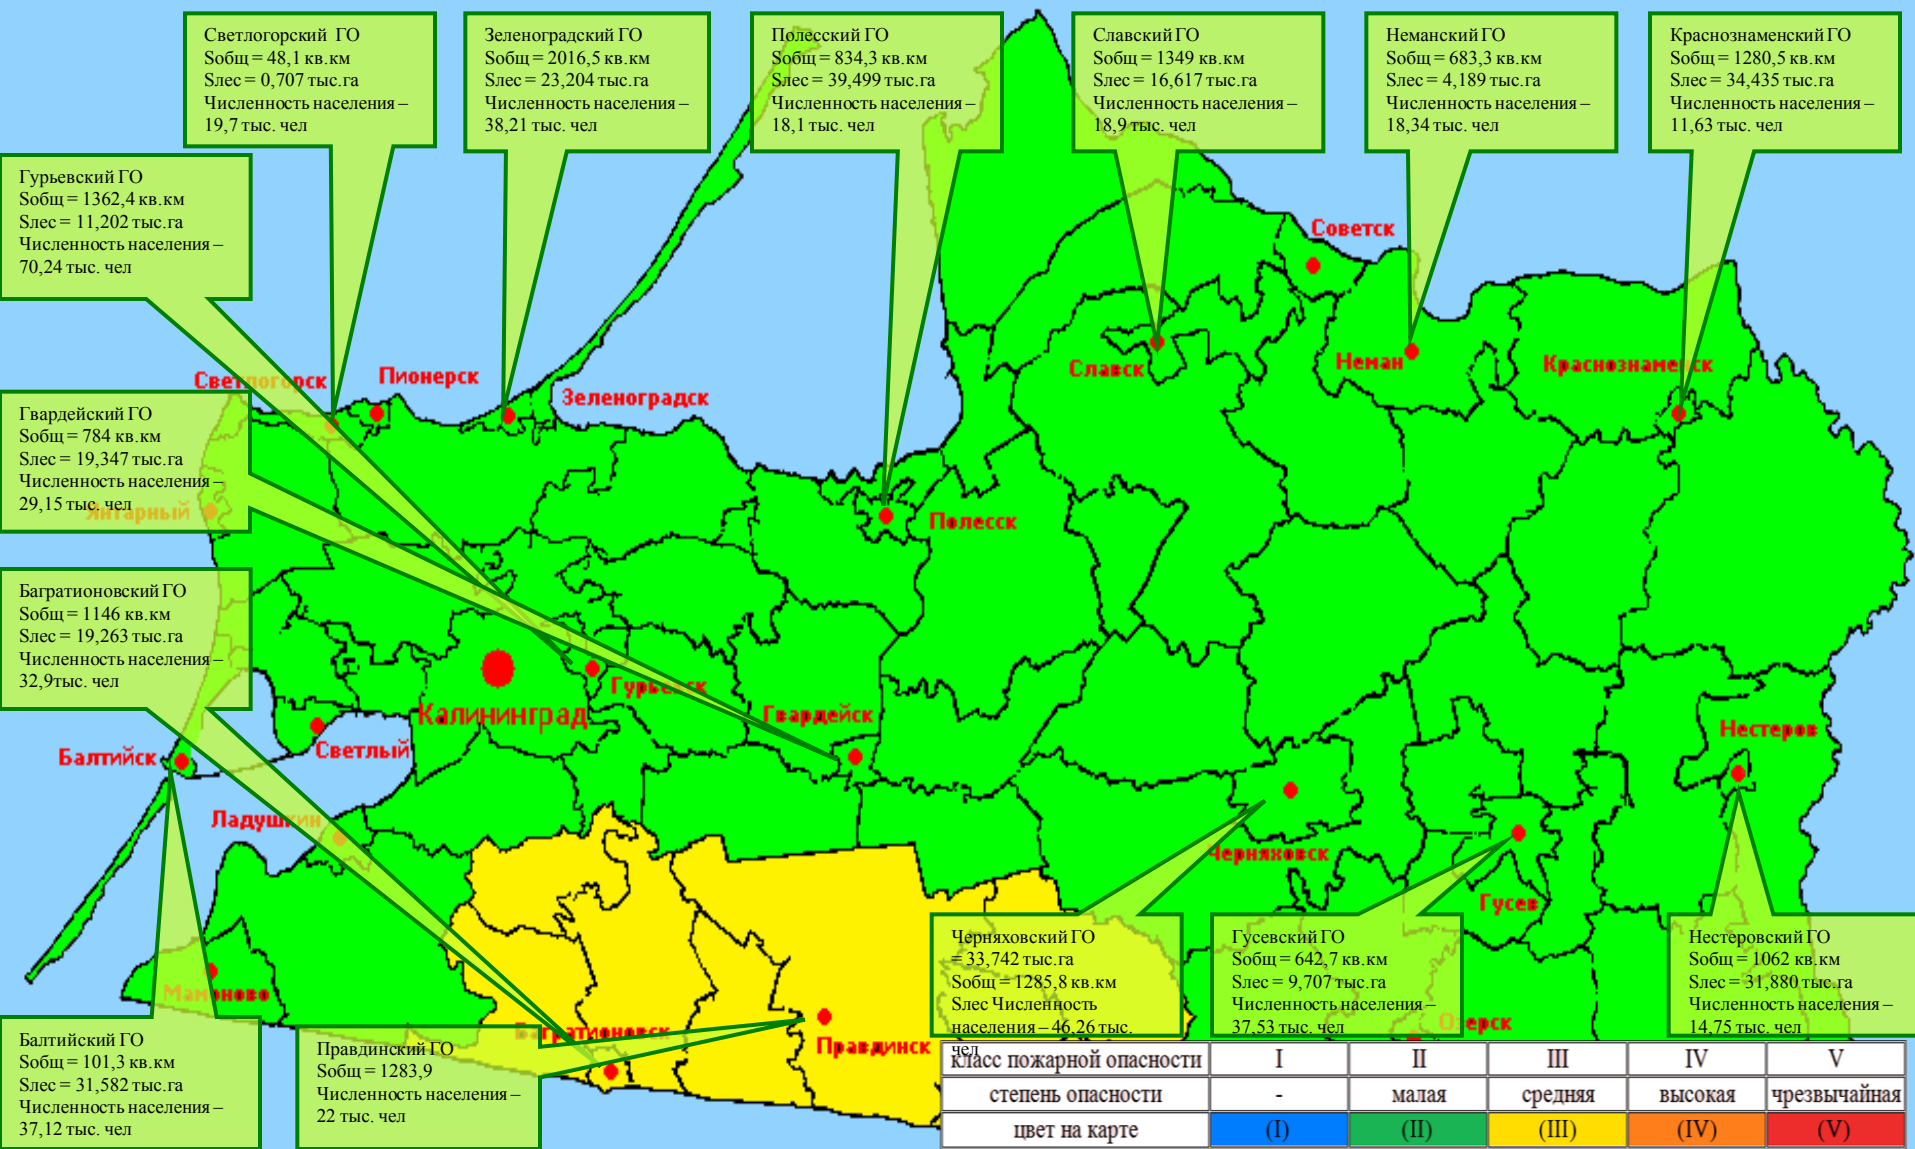 Светлогорский ГО
Sобщ = 48,1 кв.км
Sлес = 0,707 тыс.га
Численность населения –
19,7 тыс. чел
Зеленоградский ГО
Sобщ = 2016,5 кв.км
Sлес = 23,204 тыс.га
Численность населения –
38,21 тыс. чел
Полесский ГО
Sобщ = 834,3 кв.км
Sлес = 39,499 тыс.га
Численность населения –
18,1 тыс. чел
Славский ГО
Sобщ = 1349 кв.км
Sлес = 16,617 тыс.га
Численность населения –
18,9 тыс. чел
Неманский ГО
Sобщ = 683,3 кв.км
Sлес = 4,189 тыс.га
Численность населения –
18,34 тыс. чел
Краснознаменский ГО
Sобщ = 1280,5 кв.км
Sлес = 34,435 тыс.га
Численность населения –
11,63 тыс. чел
Гурьевский ГО
Sобщ = 1362,4 кв.км
Sлес = 11,202 тыс.га
Численность населения –
70,24 тыс. чел
Советск
Неман
Славск
Краснознаменск
Светлогорск
Пионерск
Зеленоградск
Гвардейский ГО
Sобщ = 784 кв.км
Sлес = 19,347 тыс.га
Численность населения –
29,15 тыс. чел
Янтарный
Полесск
Багратионовский ГО
Sобщ = 1146 кв.км
Sлес = 19,263 тыс.га
Численность населения –
32,9тыс. чел
Гурьевск
Калининград
Гвардейск
Нестеров
Светлый
Балтийск
Ладушкин
Черняховск
Гусев
Мамоново
Багратионовск
Правдинск
Озерск
Черняховский ГО
= 33,742 тыс.га
Sобщ = 1285,8 кв.км
Sлес Численность
населения – 46,26 тыс.
чел
Гусевский ГО
Sобщ = 642,7 кв.км
Sлес = 9,707 тыс.га
Численность населения –
37,53 тыс. чел
Нестеровский ГО
Sобщ = 1062 кв.км
Sлес = 31,880 тыс.га
Численность населения –
14,75 тыс. чел
Балтийский ГО
Sобщ = 101,3 кв.км
Sлес = 31,582 тыс.га
Численность населения –
37,12 тыс. чел
Правдинский ГО
Sобщ = 1283,9
Численность населения –
22 тыс. чел
класс пожарной опасности I II III IV V
степень опасности - малая средняя высокая чрезвычайная
цвет на карте (I) (II) (III) (IV) (V)